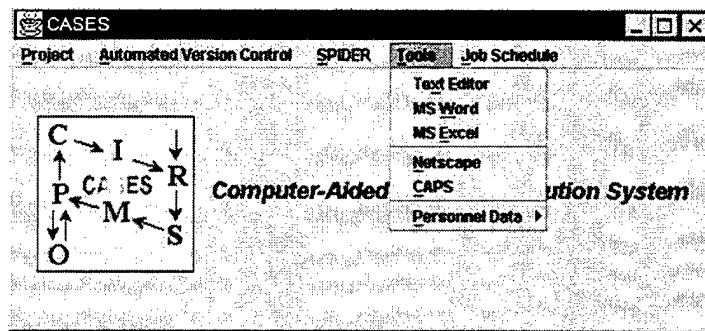 CASES
Project Automated Version Control SPIDER Tools Job Schedule
Text Editor
MS Word
MS Excel
Netscape
CAPS
Personnel Data
C I R
P CASES
M S
O
Computer-Aided ution System